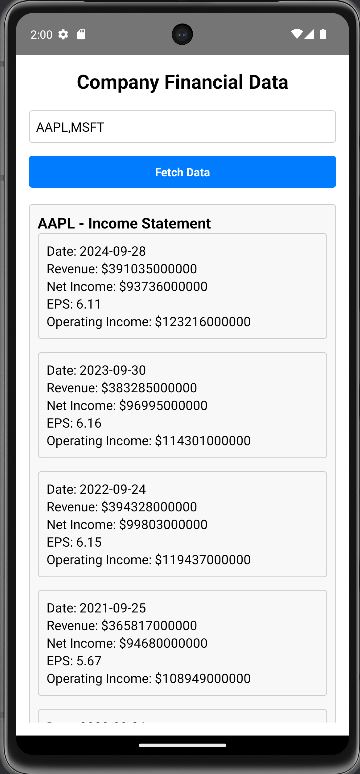 2:00
Company Financial Data
AAPL,MSFT
Fetch Data
AAPL - Income Statement
Date: 2024-09-28
Revenue: $391035000000
Net Income: $93736000000
EPS: 6.11
Operating Income: $123216000000
Date: 2023-09-30
Revenue: $383285000000
Net Income: $96995000000
EPS: 6.16
Operating Income: $114301000000
Date: 2022-09-24
Revenue: $394328000000
Net Income: $99803000000
EPS: 6.15
Operating Income: $119437000000
Date: 2021-09-25
Revenue: $365817000000
Net Income: $94680000000
EPS: 5.67
Operating Income: $108949000000